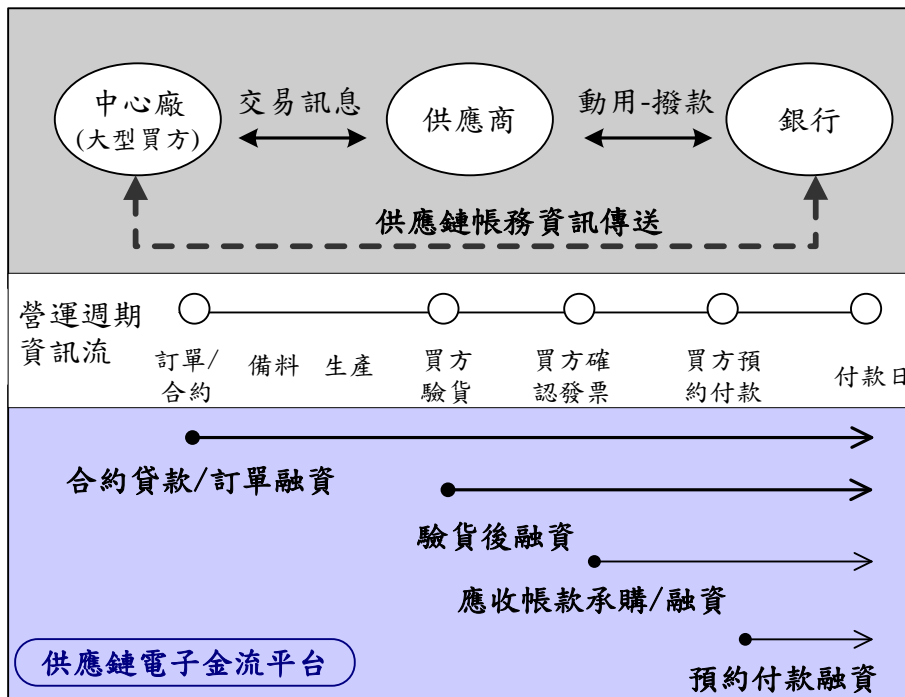 中心廠
(大型買方)
交易訊息
供應商
動用-撥款
銀行
供應鏈帳務資訊傳送
營運週期
資訊流
訂單/
合約
備料
生產
買方
驗貨
買方確
認發票
買方預
約付款
付款日
合約貸款/訂單融資
驗貨後融資
應收帳款承購/融資
預約付款融資
供應鏈電子金流平台